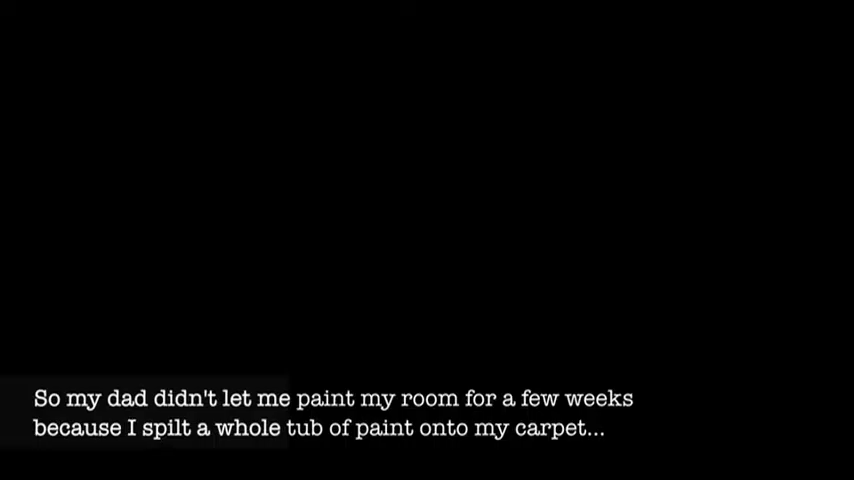 So my dad didn't let me paint my room for a few weeks
because I spilt a whole tub of paint onto my carpet...